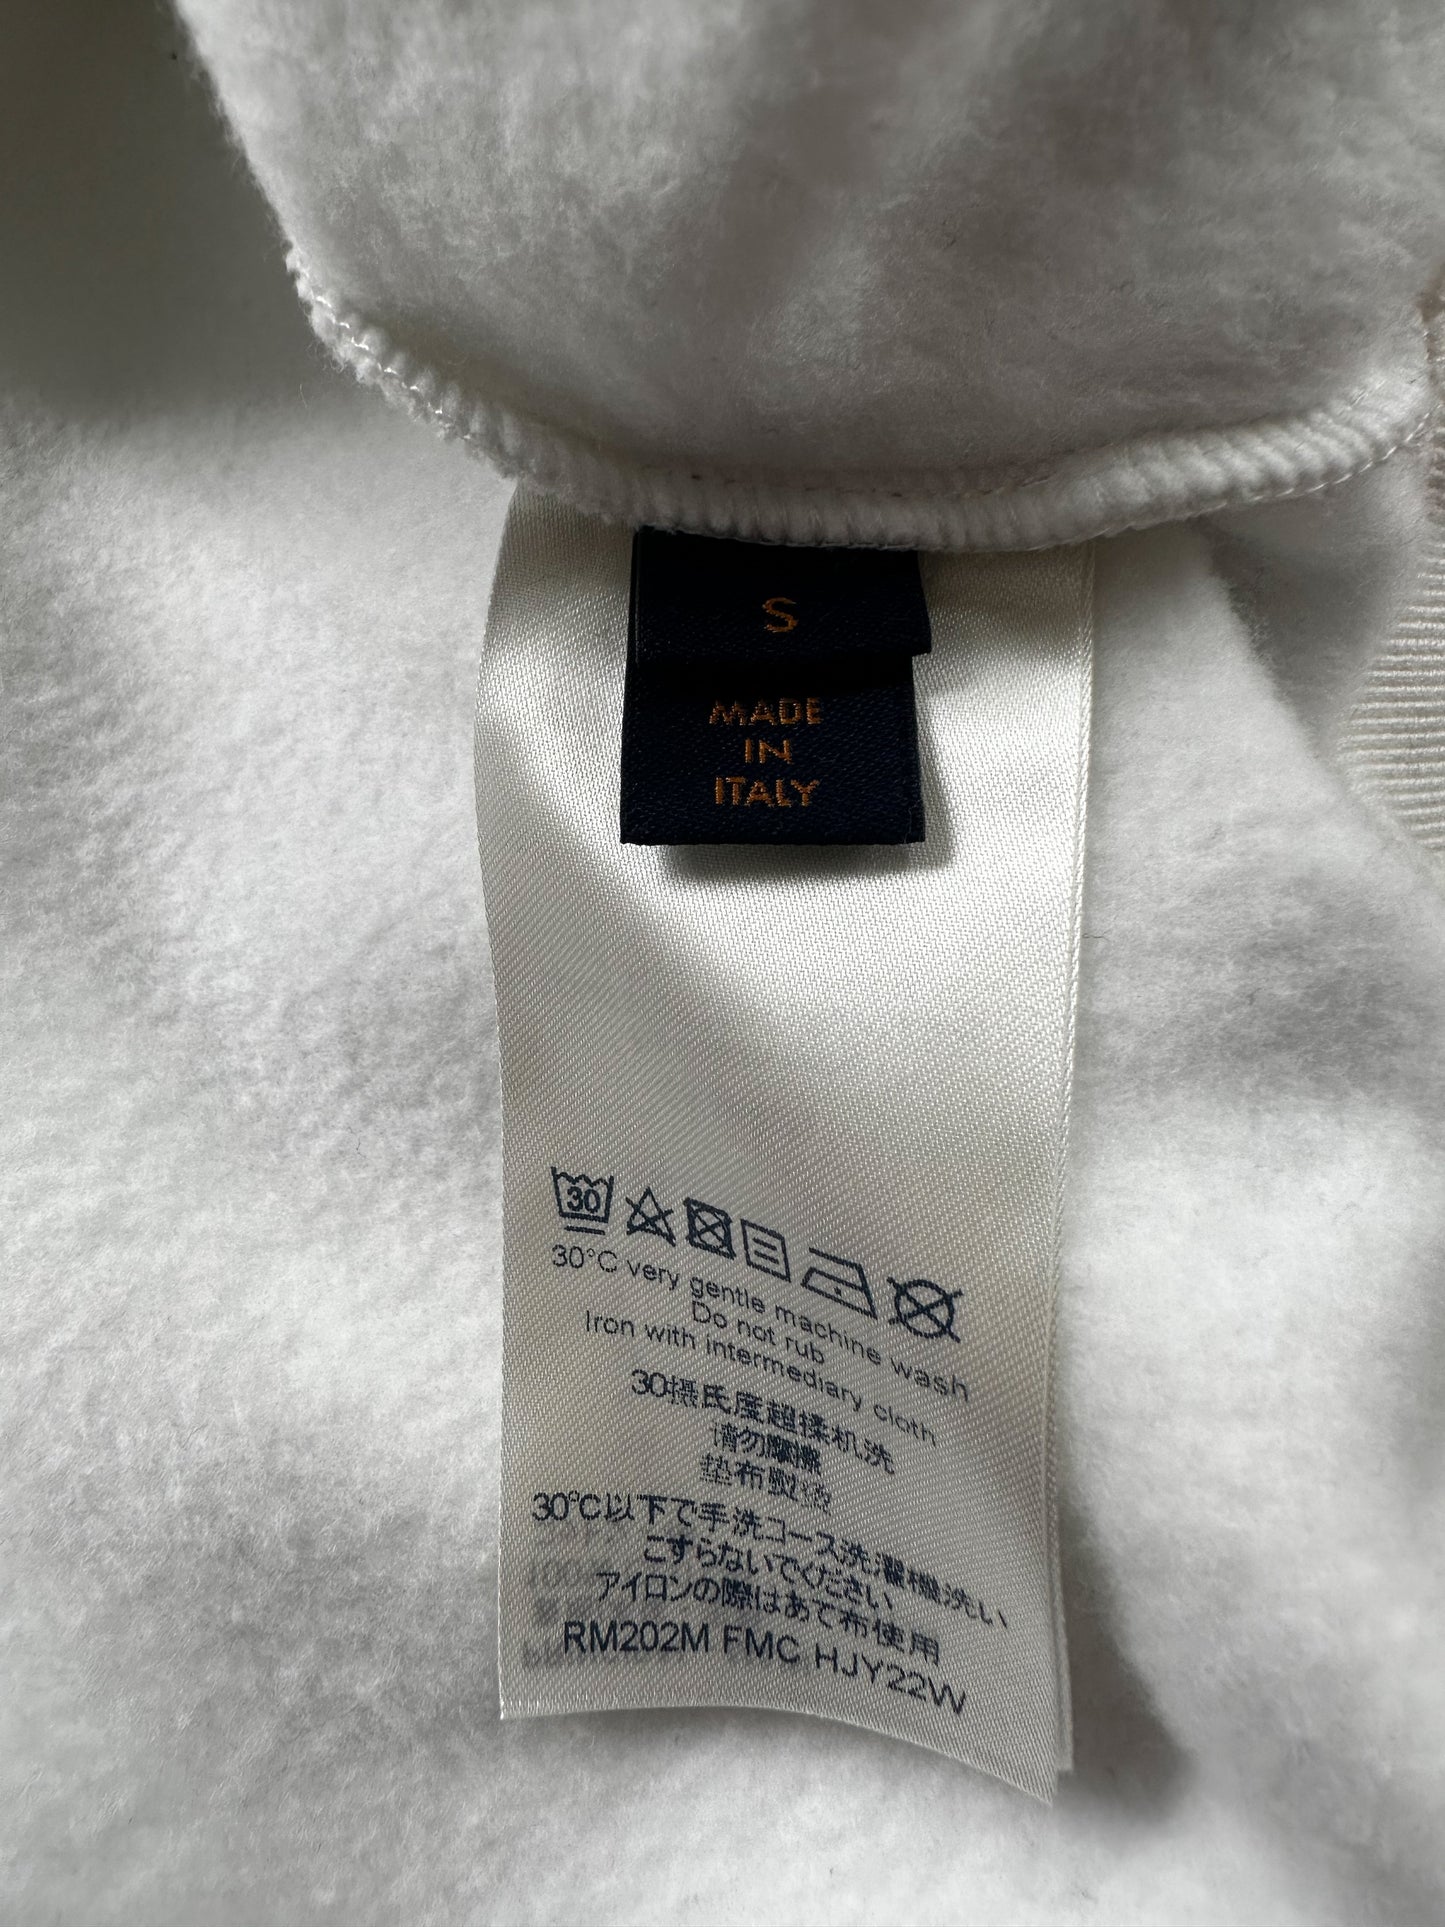 S
MADE
IN
ITALY
30
30°C very gentle machine wash
Do not rub
Iron with intermediary cloth
30摄氏度超揉机洗
请勿摩擦
垫布熨烫
30°C以下で手洗コース洗濯機洗い
こすらないでください
アイロンの際はあて布使用
RM202M FMC HJY22W